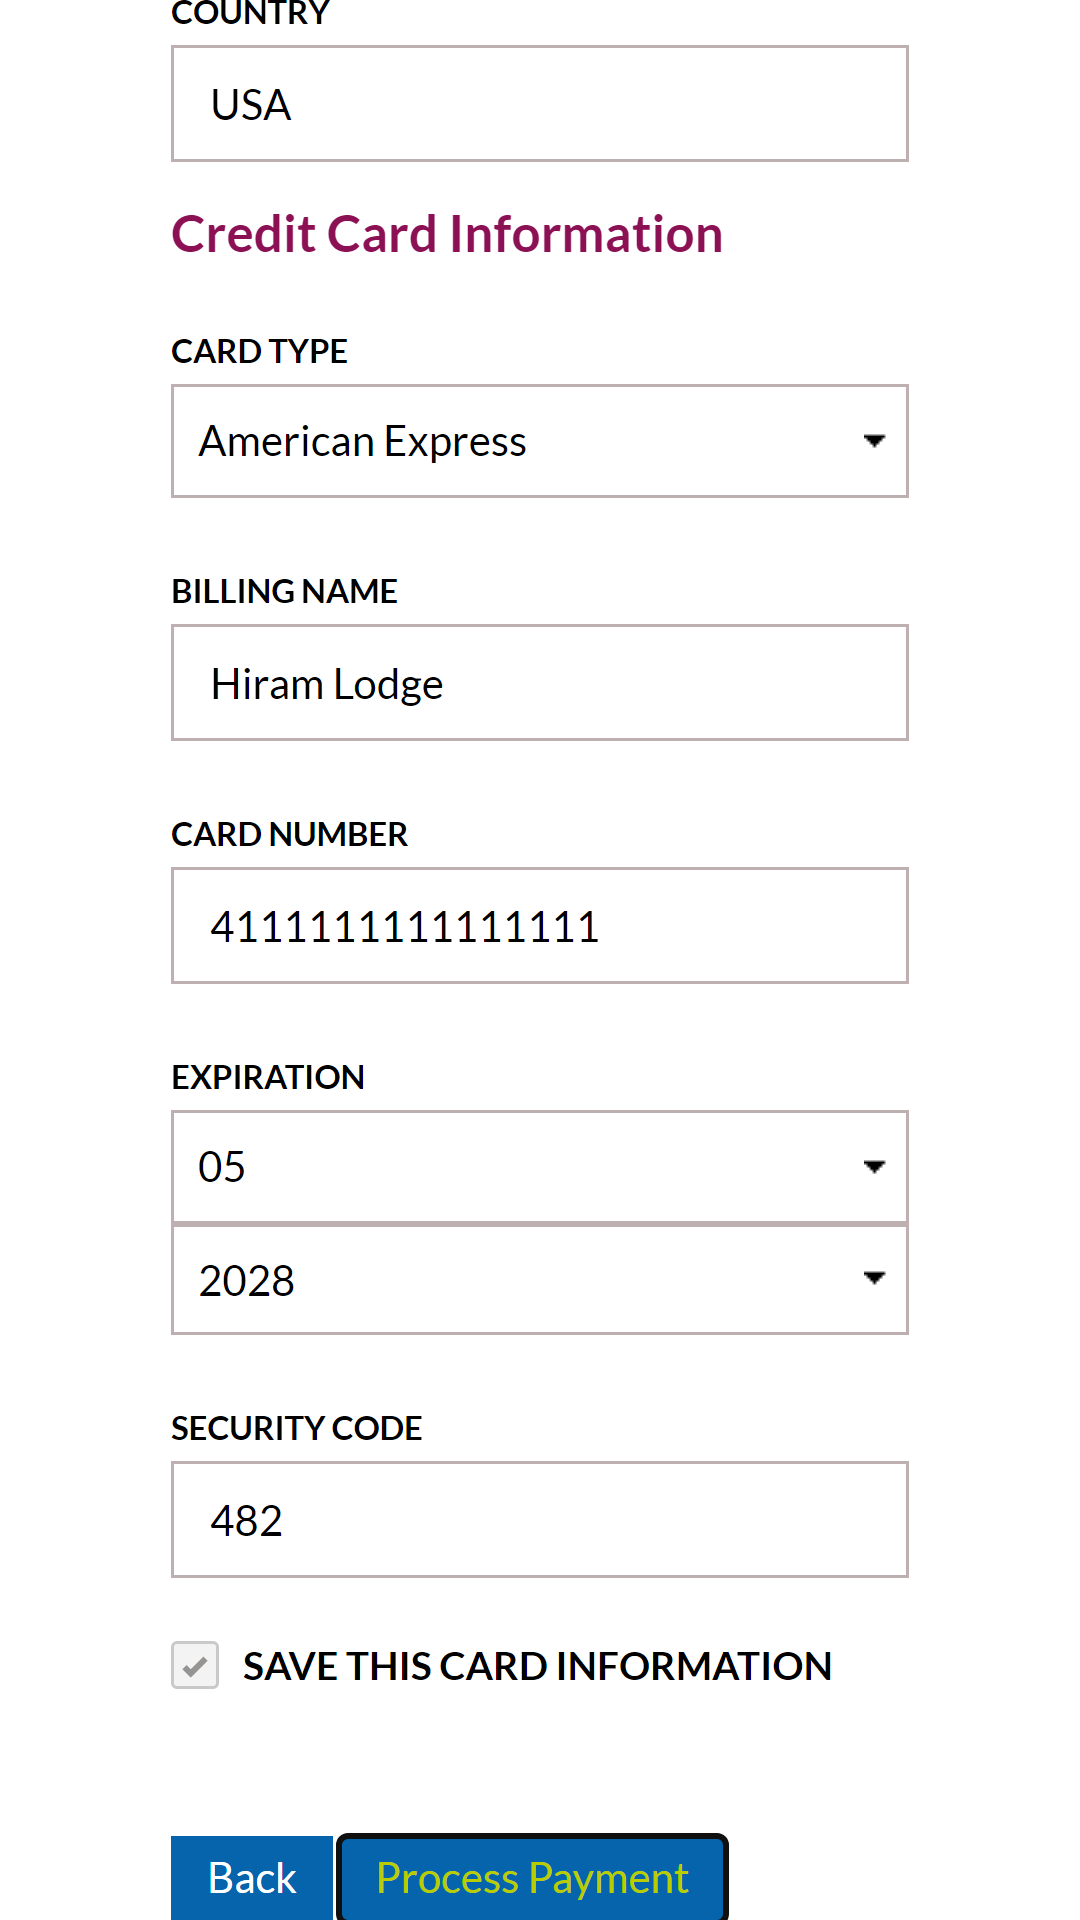 COUNTRY
USA
Credit Card Information
CARD TYPE
American Express
BILLING NAME
Hiram Lodge
CARD NUMBER
4111111111111111
EXPIRATION
05
2028
SECURITY CODE
482
SAVE THIS CARD INFORMATION
Back Process Payment